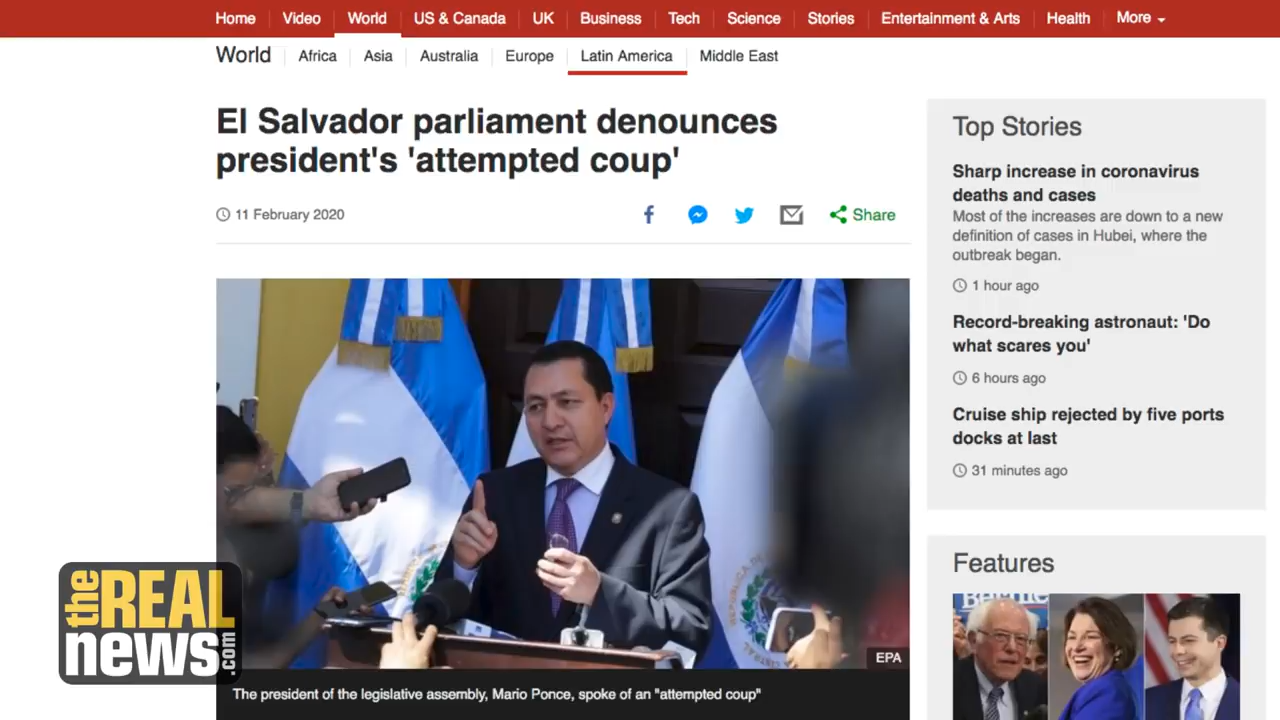 Home Video World US & Canada UK Business Tech Science Stories Entertainment & Arts Health More
World Africa Asia Australia Europe Latin America Middle East
El Salvador parliament denounces
president's 'attempted coup'
11 February 2020
Share
EPA
The president of the legislative assembly, Mario Ponce, spoke of an "attempted coup"
Top Stories
Sharp increase in coronavirus
deaths and cases
Most of the increases are down to a new
definition of cases in Hubei, where the
outbreak began.
1 hour ago
Record-breaking astronaut: 'Do
what scares you'
6 hours ago
Cruise ship rejected by five ports
docks at last
31 minutes ago
Features
the REAL
news.com